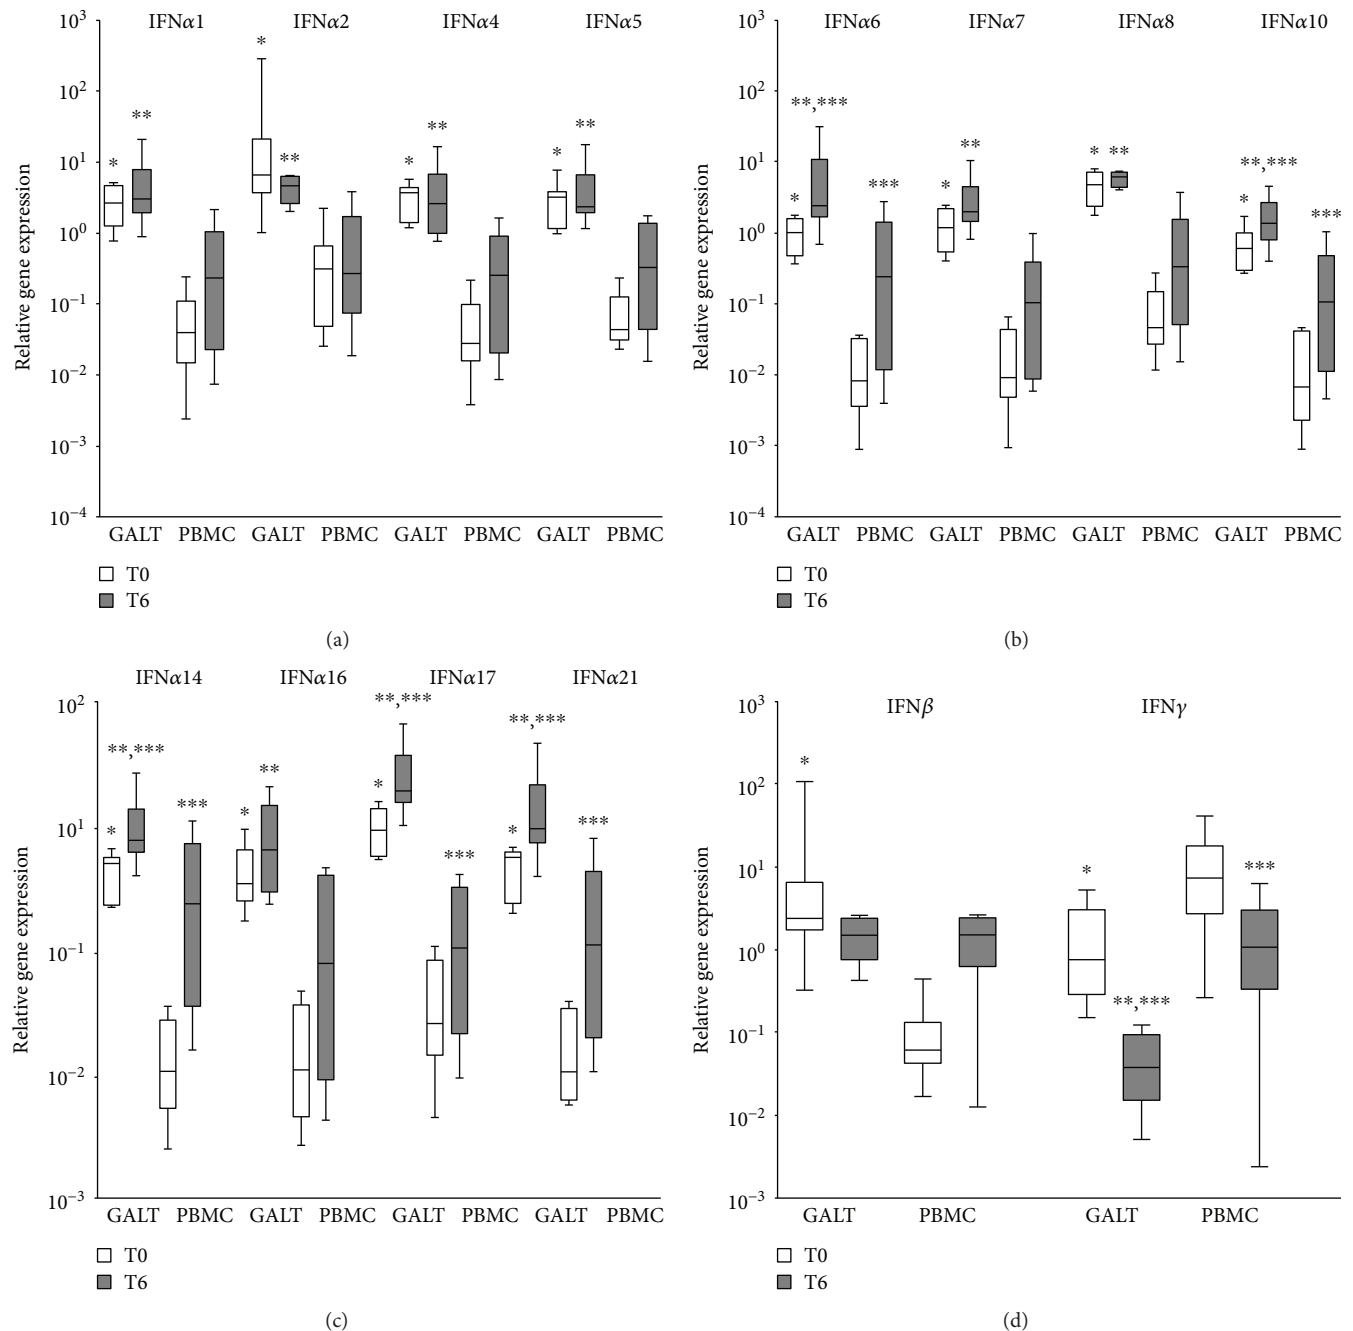 IFNα1 IFNα2 IFNα4 IFNα5
10³
10²
10¹
10⁰
10⁻¹
10⁻²
10⁻³
10⁻⁴
Relative gene expression
* ** * ** * ** * **
GALT PBMC GALT PBMC GALT PBMC GALT PBMC
T0
T6
(a)
IFNα6 IFNα7 IFNα8 IFNα10
10³
10²
10¹
10⁰
10⁻¹
10⁻²
10⁻³
10⁻⁴
Relative gene expression
* **,*** *** * ** * ** * **,*** ***
GALT PBMC GALT PBMC GALT PBMC GALT PBMC
T0
T6
(b)
IFNα14 IFNα16 IFNα17 IFNα21
10²
10¹
10⁻¹
10⁻²
10⁻³
Relative gene expression
* **,*** *** * ** * **,*** *** * **,*** ***
GALT PBMC GALT PBMC GALT PBMC GALT PBMC
T0
T6
(c)
IFNβ IFNγ
10³
10²
10¹
10⁰
10⁻¹
10⁻²
10⁻³
Relative gene expression
* * **,*** ***
GALT PBMC GALT PBMC
T0
T6
(d)